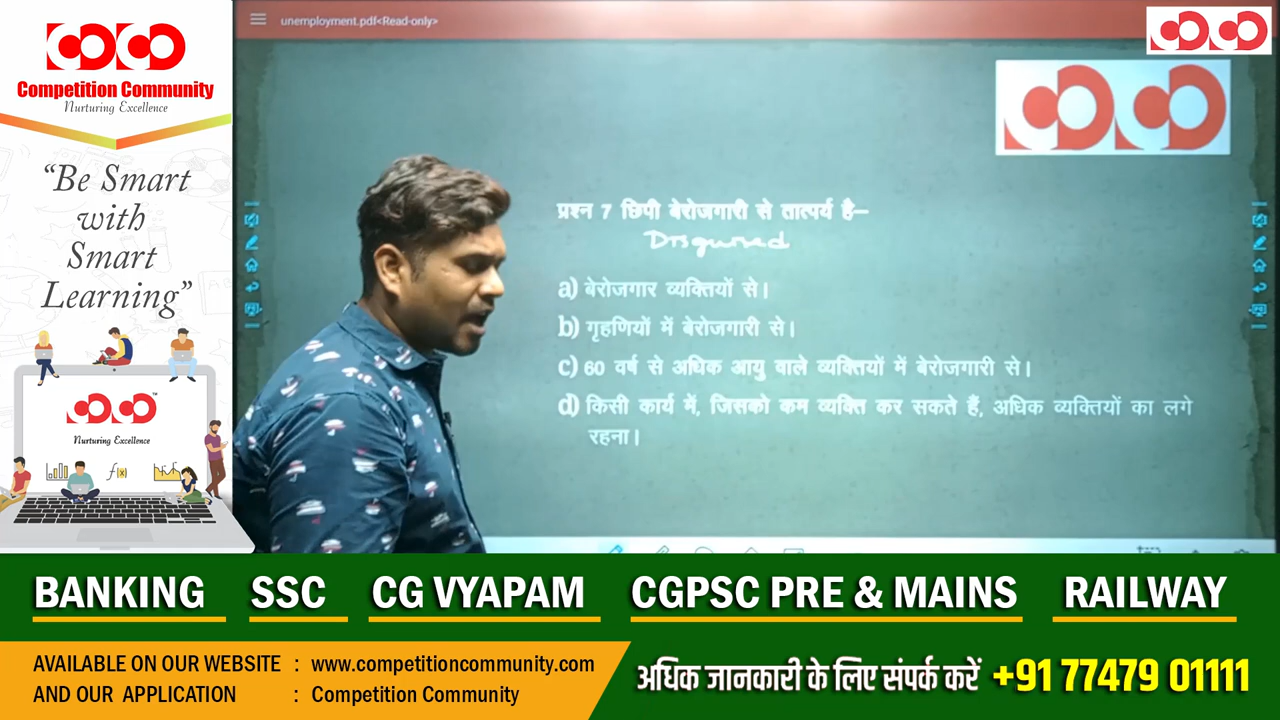 Competition Community
Nurturing Excellence
“Be Smart
with
Smart
Learning”
TM
Nurturing Excellence
f(x)
unemployment.pdf<Read-only>
प्रश्न 7 छिपी बेरोजगारी से तात्पर्य है–
Disguised
a) बेरोजगार व्यक्तियों से।
b) गृहणियों में बेरोजगारी से।
c) 60 वर्ष से अधिक आयु वाले व्यक्तियों में बेरोजगारी से।
d) किसी कार्य में, जिसको कम व्यक्ति कर सकते हैं, अधिक व्यक्तियों का लगे
रहना।
BANKING SSC CG VYAPAM CGPSC PRE & MAINS RAILWAY
AVAILABLE ON OUR WEBSITE : www.competitioncommunity.com
AND OUR APPLICATION : Competition Community
अधिक जानकारी के लिए संपर्क करें +91 77479 01111